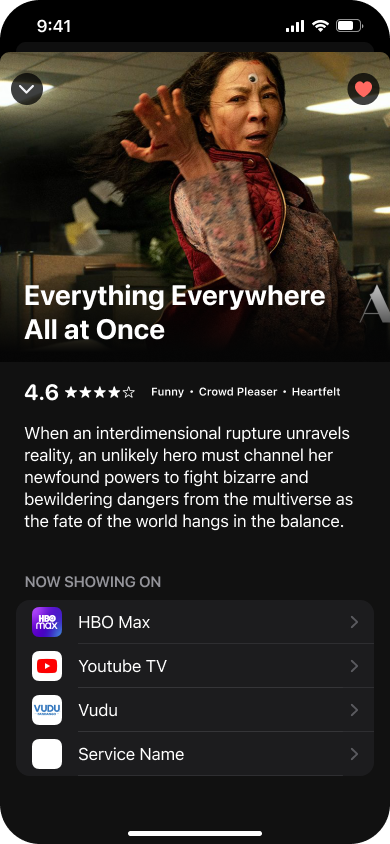 9:41
Everything Everywhere
All at Once
A
4.6 ★★★★☆ Funny • Crowd Pleaser • Heartfelt
When an interdimensional rupture unravels
reality, an unlikely hero must channel her
newfound powers to fight bizarre and
bewildering dangers from the multiverse as
the fate of the world hangs in the balance.
NOW SHOWING ON
HBO max HBO Max
Youtube TV
VUDU FANDANGO Vudu
Service Name